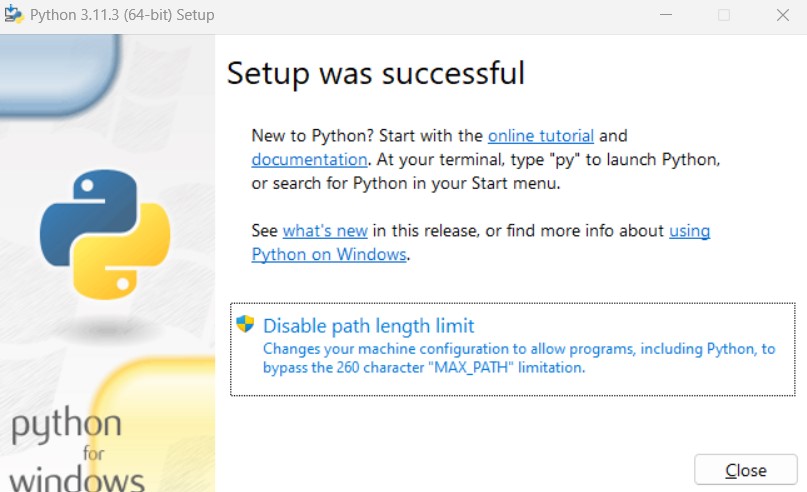 Python 3.11.3 (64-bit) Setup
Setup was successful
New to Python? Start with the online tutorial and
documentation. At your terminal, type "py" to launch Python,
or search for Python in your Start menu.
See what's new in this release, or find more info about using
Python on Windows.
Disable path length limit
Changes your machine configuration to allow programs, including Python, to
bypass the 260 character "MAX_PATH" limitation.
python
for
windows
Close